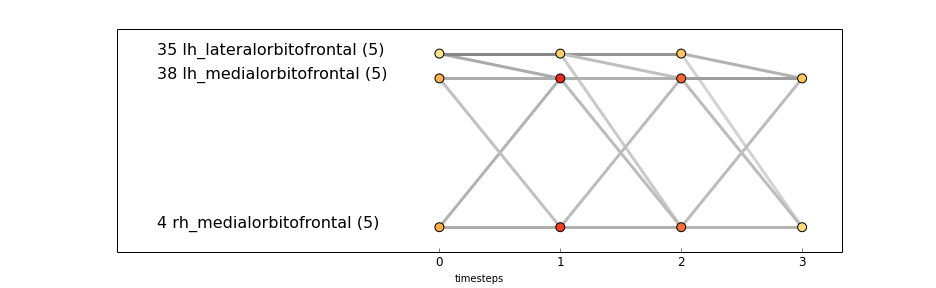 35 lh_lateralorbitofrontal (5)
38 lh_medialorbitofrontal (5)
4 rh_medialorbitofrontal (5)
0 1 2 3
timesteps